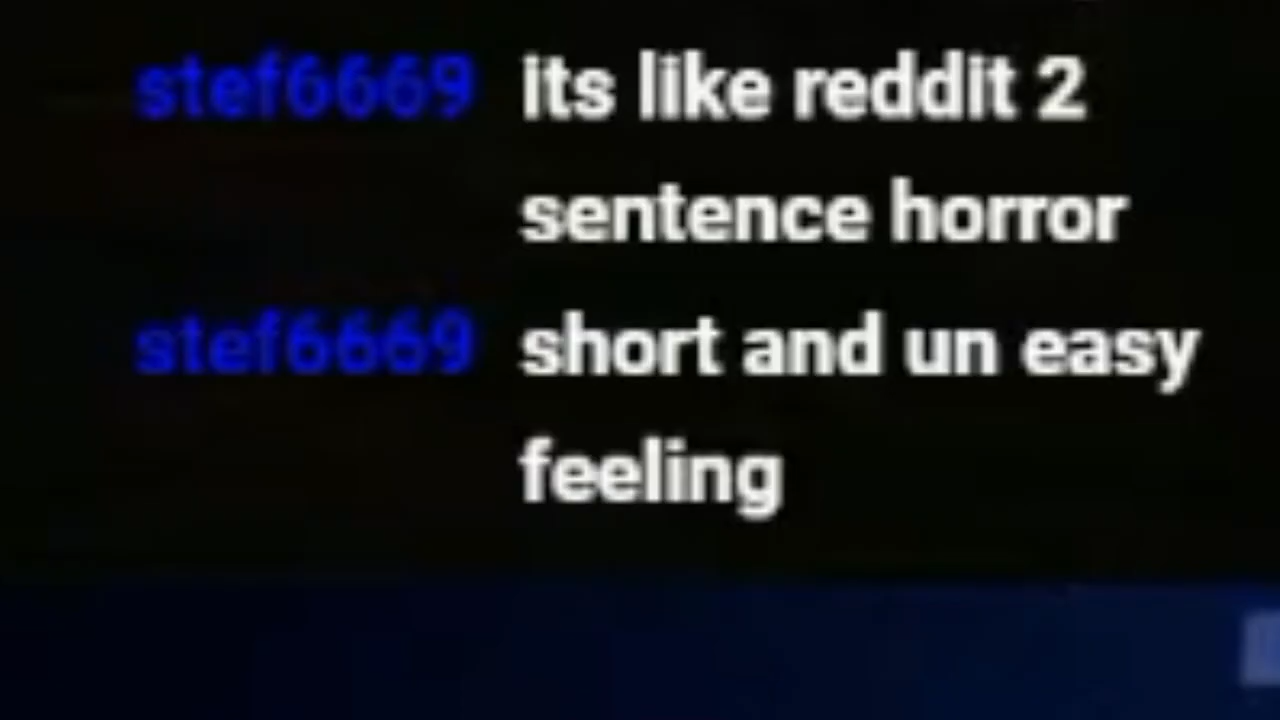 stef6669 its like reddit 2
sentence horror
stef6669 short and un easy
feeling